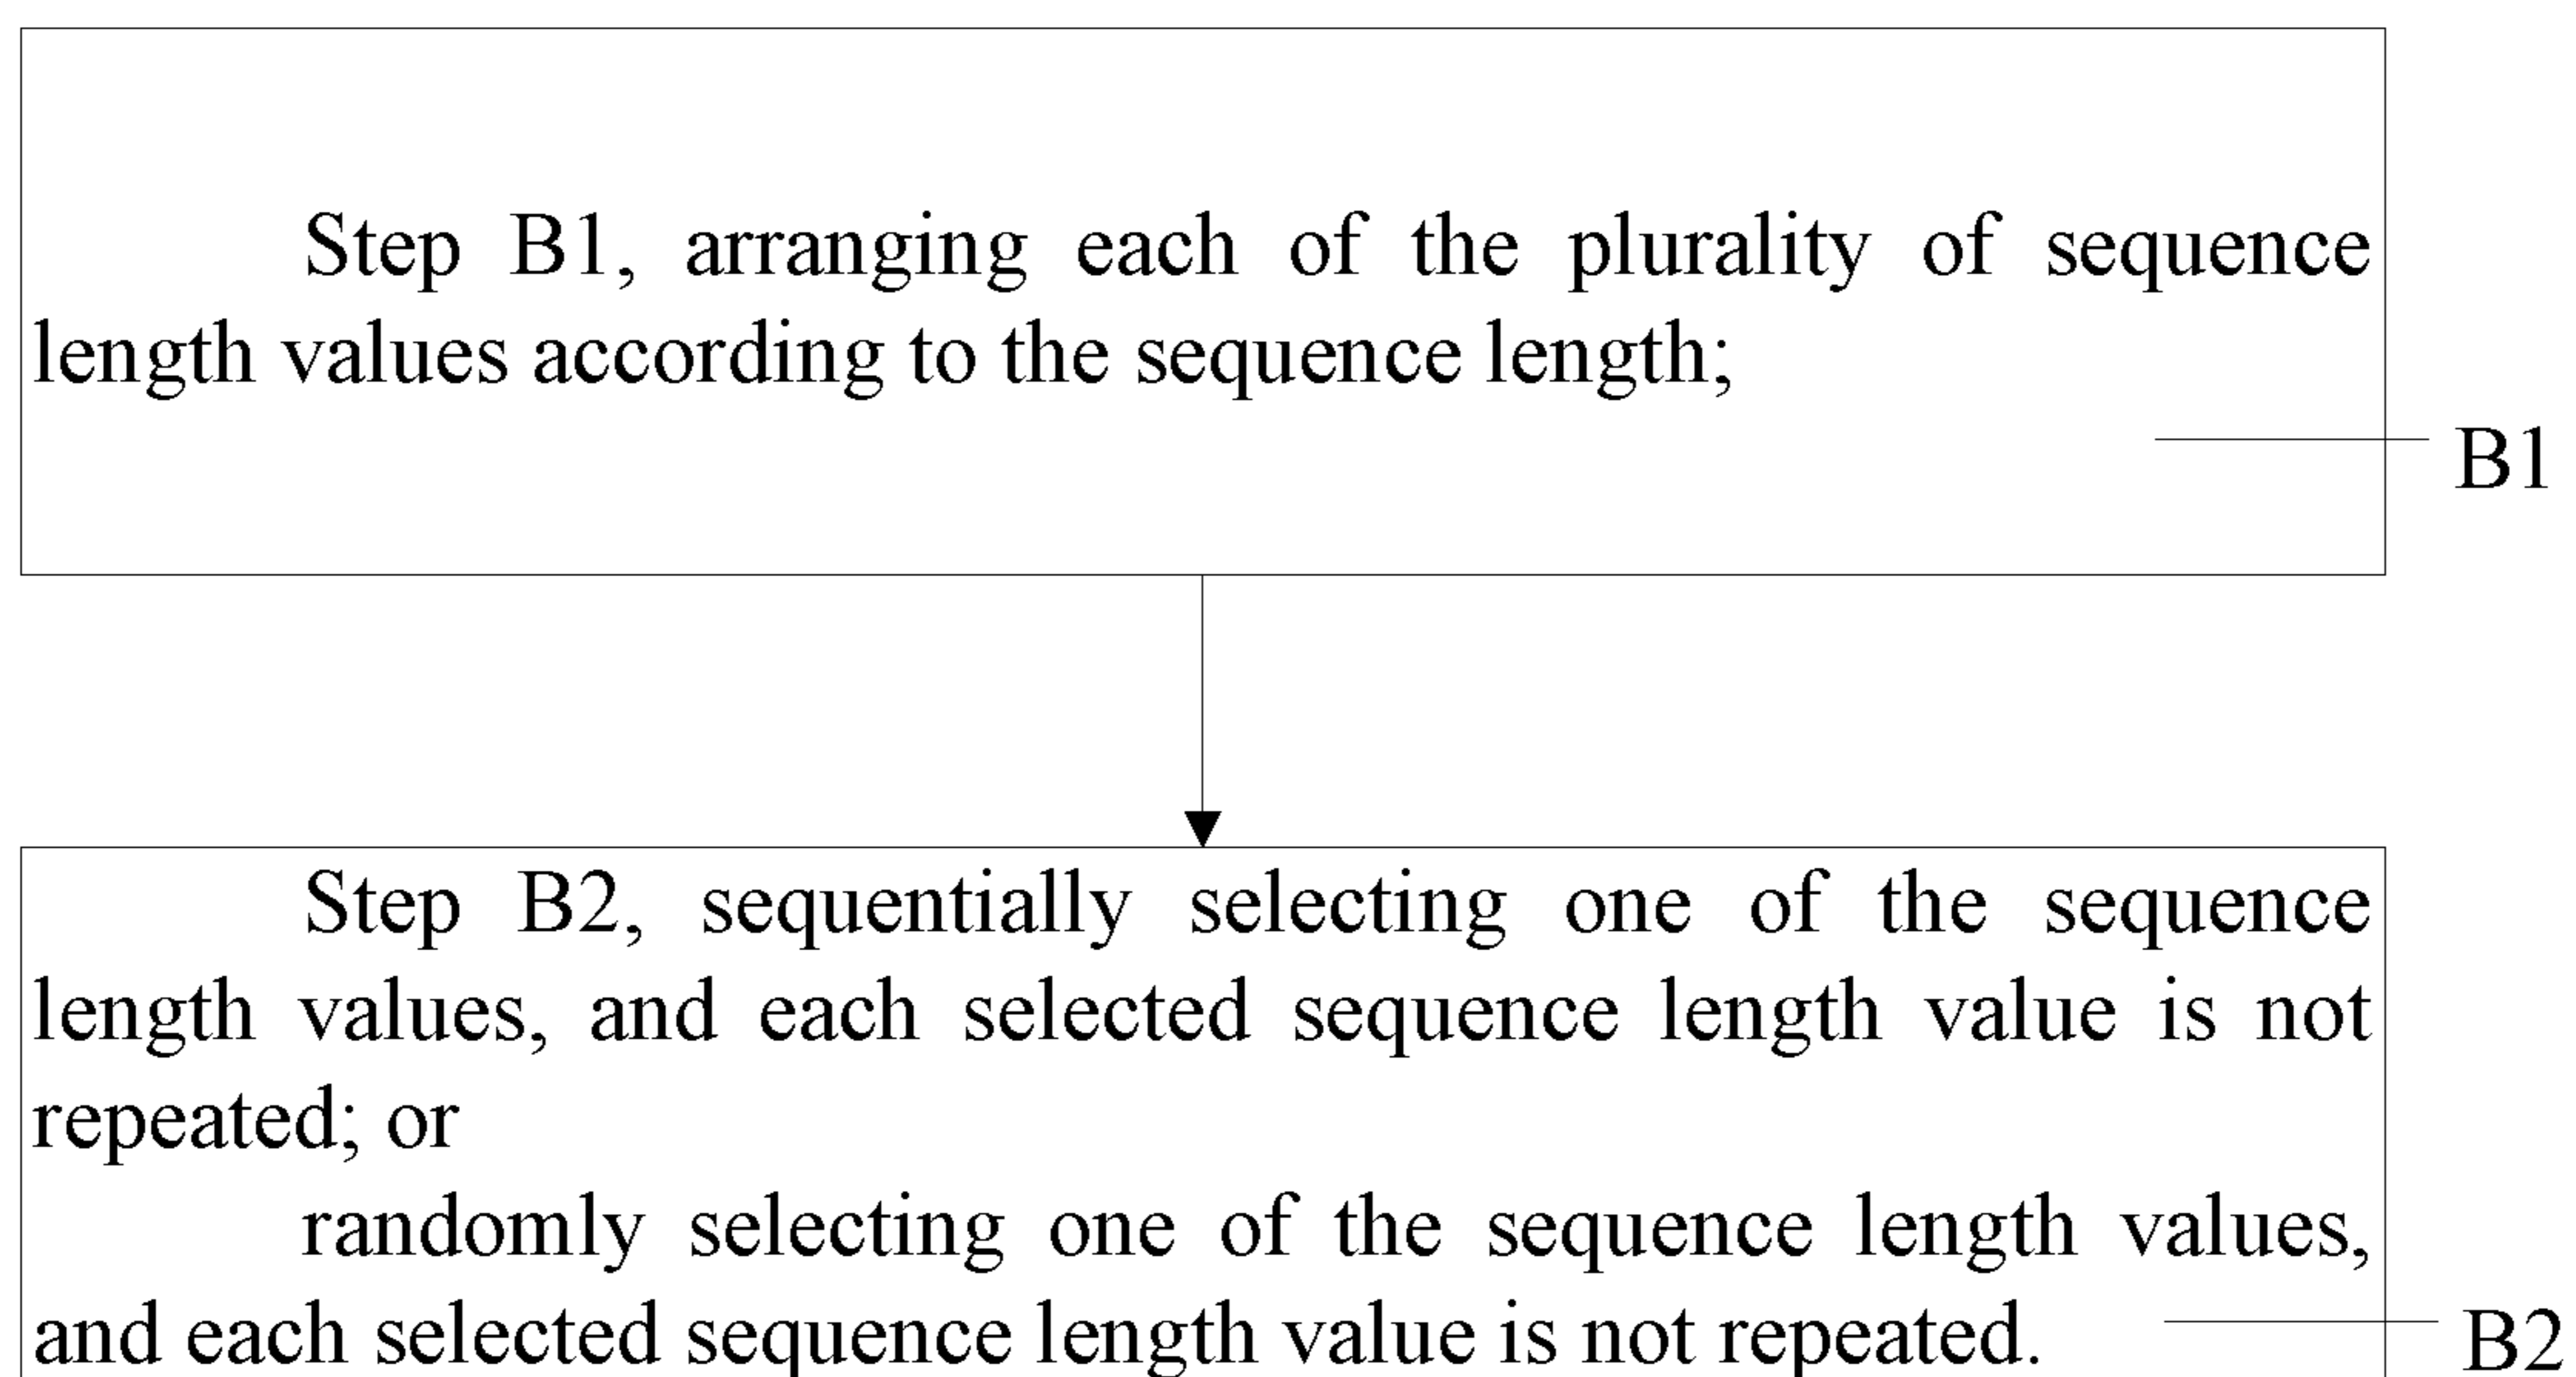 Step B1, arranging each of the plurality of sequence
length values according to the sequence length;
B1
Step B2, sequentially selecting one of the sequence
length values, and each selected sequence length value is not
repeated; or
randomly selecting one of the sequence length values,
and each selected sequence length value is not repeated.
B2